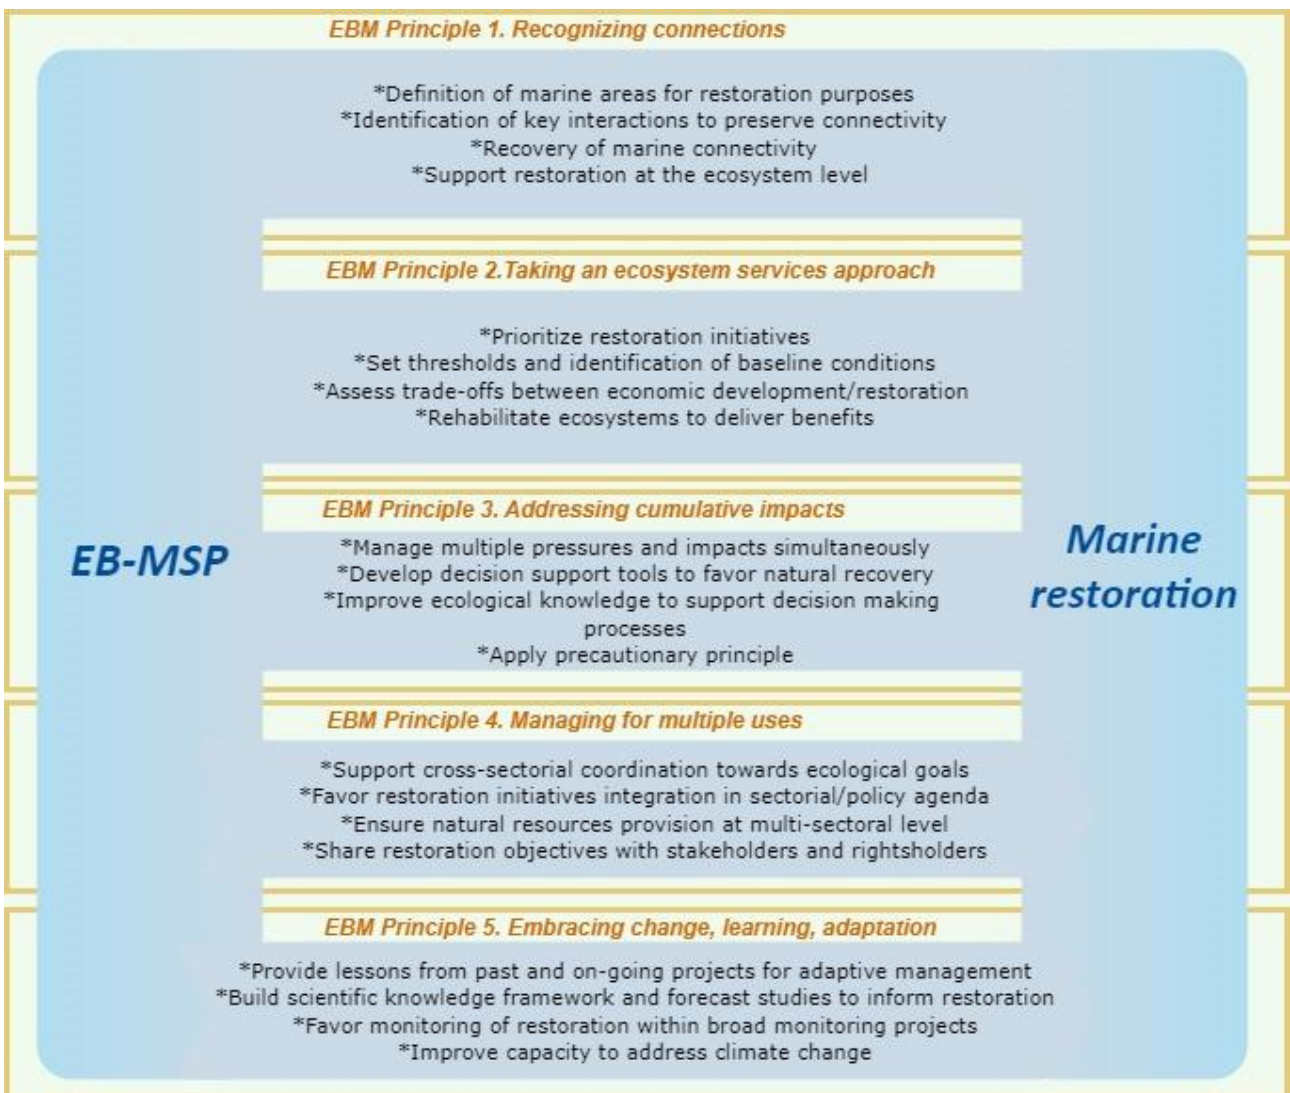 EBM Principle 1. Recognizing connections
*Definition of marine areas for restoration purposes
*Identification of key interactions to preserve connectivity
*Recovery of marine connectivity
*Support restoration at the ecosystem level
EBM Principle 2.Taking an ecosystem services approach
*Prioritize restoration initiatives
*Set thresholds and identification of baseline conditions
*Assess trade-offs between economic development/restoration
*Rehabilitate ecosystems to deliver benefits
EBM Principle 3. Addressing cumulative impacts
*Manage multiple pressures and impacts simultaneously
*Develop decision support tools to favor natural recovery
*Improve ecological knowledge to support decision making
processes
*Apply precautionary principle
EB-MSP
Marine
restoration
EBM Principle 4. Managing for multiple uses
*Support cross-sectorial coordination towards ecological goals
*Favor restoration initiatives integration in sectorial/policy agenda
*Ensure natural resources provision at multi-sectoral level
*Share restoration objectives with stakeholders and rightsholders
EBM Principle 5. Embracing change, learning, adaptation
*Provide lessons from past and on-going projects for adaptive management
*Build scientific knowledge framework and forecast studies to inform restoration
*Favor monitoring of restoration within broad monitoring projects
*Improve capacity to address climate change